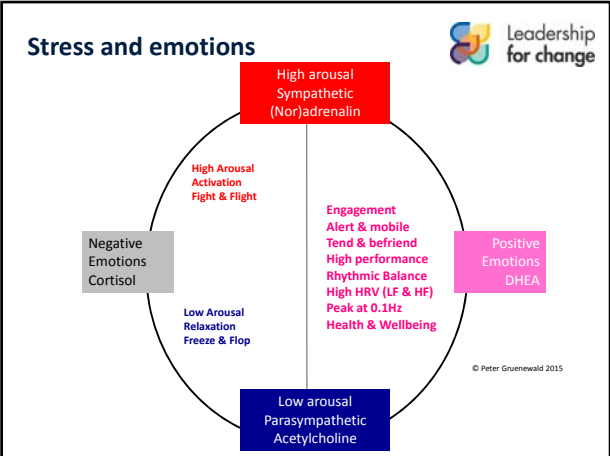 Stress and emotions
Leadership
for change
High arousal
Sympathetic
(Nor)adrenalin
High Arousal
Activation
Fight & Flight
Engagement
Alert & mobile
Tend & befriend
High performance
Rhythmic Balance
High HRV (LF & HF)
Peak at 0.1Hz
Health & Wellbeing
Negative
Emotions
Cortisol
Positive
Emotions
DHEA
Low Arousal
Relaxation
Freeze & Flop
© Peter Gruenewald 2015
Low arousal
Parasympathetic
Acetylcholine